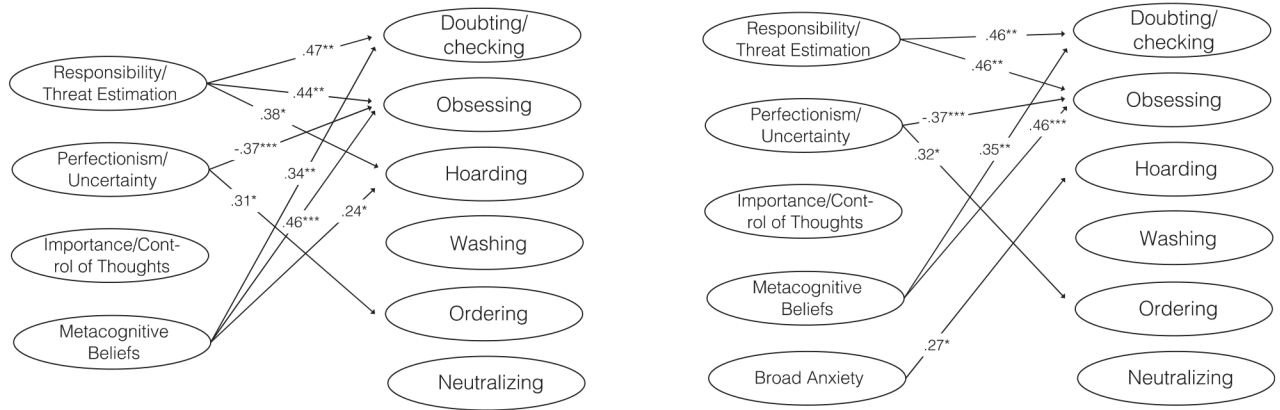 Responsibility/
Threat Estimation
Perfectionism/
Uncertainty
Importance/Cont-
rol of Thoughts
Metacognitive
Beliefs
.47**
.44**
.38*
-.37***
.31*
.34**
.46***
.24*
Doubting/
checking
Obsessing
Hoarding
Washing
Ordering
Neutralizing
Responsibility/
Threat Estimation
Perfectionism/
Uncertainty
Importance/Cont-
rol of Thoughts
Metacognitive
Beliefs
Broad Anxiety
.46**
.46**
-.37***
.32*
.35**
.46***
.27*
Doubting/
checking
Obsessing
Hoarding
Washing
Ordering
Neutralizing